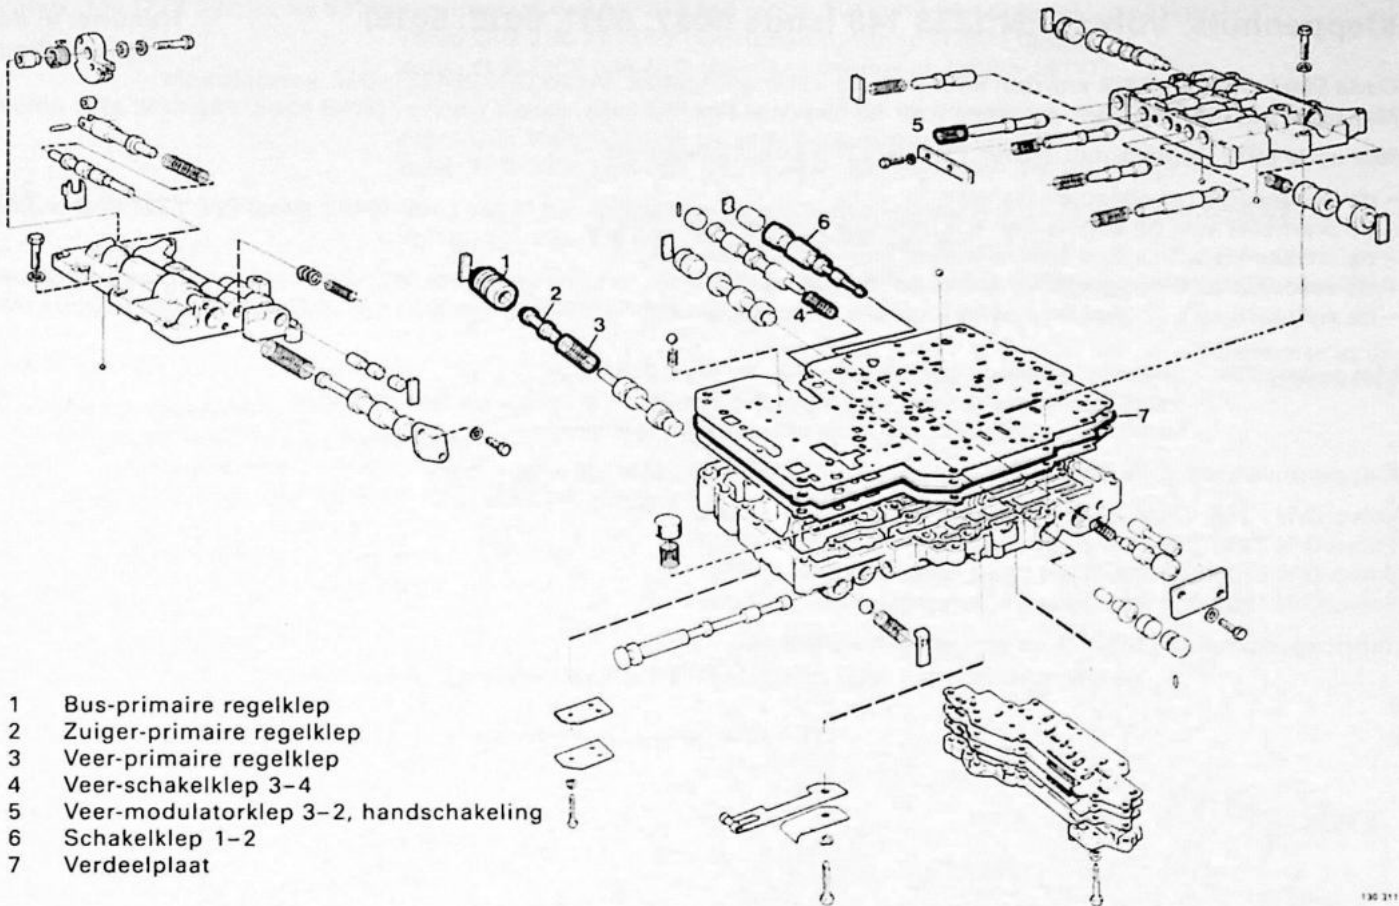 5
6
1
2
3
4
7
1 Bus-primaire regelklep
2 Zuiger-primaire regelklep
3 Veer-primaire regelklep
4 Veer-schakelklep 3–4
5 Veer-modulatorklep 3–2, handschakeling
6 Schakelklep 1–2
7 Verdeelplaat